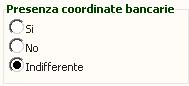 Presenza coordinate bancarie
Si
No
Indifferente